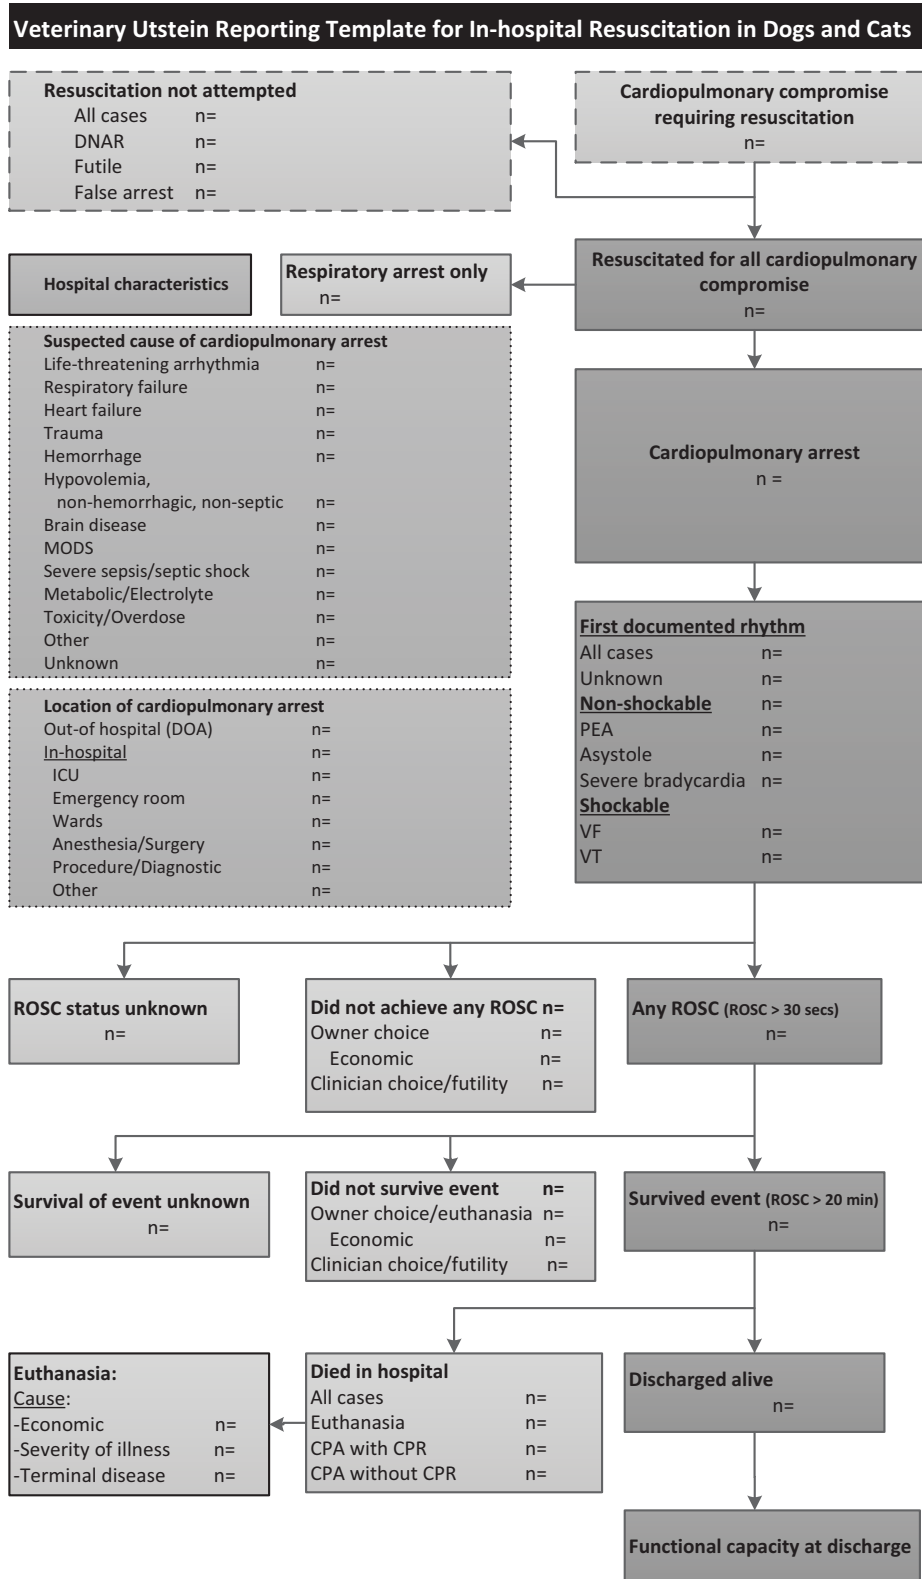 Veterinary Utstein Reporting Template for In-hospital Resuscitation in Dogs and Cats
Resuscitation not attempted
All cases n=
DNAR n=
Futile n=
False arrest n=
Cardiopulmonary compromise
requiring resuscitation
n=
Hospital characteristics
Respiratory arrest only
n=
Resuscitated for all cardiopulmonary
compromise
n=
Suspected cause of cardiopulmonary arrest
Life-threatening arrhythmia n=
Respiratory failure n=
Heart failure n=
Trauma n=
Hemorrhage n=
Hypovolemia,
non-hemorrhagic, non-septic n=
Brain disease n=
MODS n=
Severe sepsis/septic shock n=
Metabolic/Electrolyte n=
Toxicity/Overdose n=
Other n=
Unknown n=
Cardiopulmonary arrest
n =
Location of cardiopulmonary arrest
Out-of hospital (DOA) n=
In-hospital n=
ICU n=
Emergency room n=
Wards n=
Anesthesia/Surgery n=
Procedure/Diagnostic n=
Other n=
First documented rhythm
All cases n=
Unknown n=
Non-shockable n=
PEA n=
Asystole n=
Severe bradycardia n=
Shockable
VF n=
VT n=
ROSC status unknown
n=
Did not achieve any ROSC n=
Owner choice n=
Economic n=
Clinician choice/futility n=
Any ROSC (ROSC > 30 secs)
n=
Survival of event unknown
n=
Did not survive event n=
Owner choice/euthanasia n=
Economic n=
Clinician choice/futility n=
Survived event (ROSC > 20 min)
n=
Euthanasia:
Cause:
-Economic n=
-Severity of illness n=
-Terminal disease n=
Died in hospital
All cases n=
Euthanasia n=
CPA with CPR n=
CPA without CPR n=
Discharged alive
n=
Functional capacity at discharge